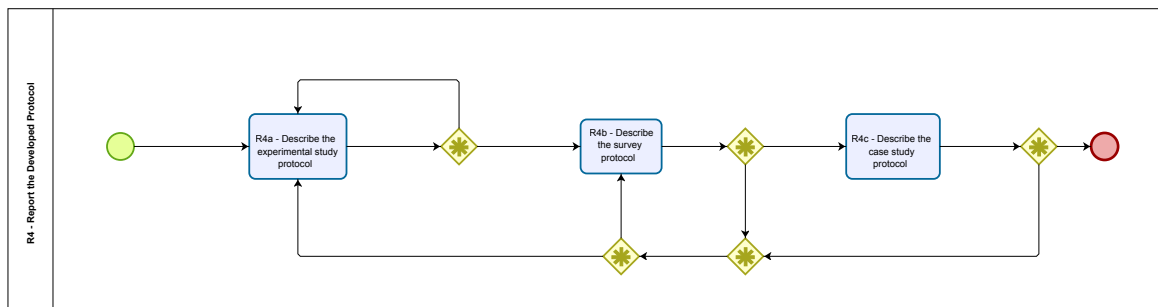 R4 - Report the Developed Protocol
R4a - Describe the
experimental study
protocol
R4b - Describe
the survey
protocol
R4c - Describe the
case study
protocol